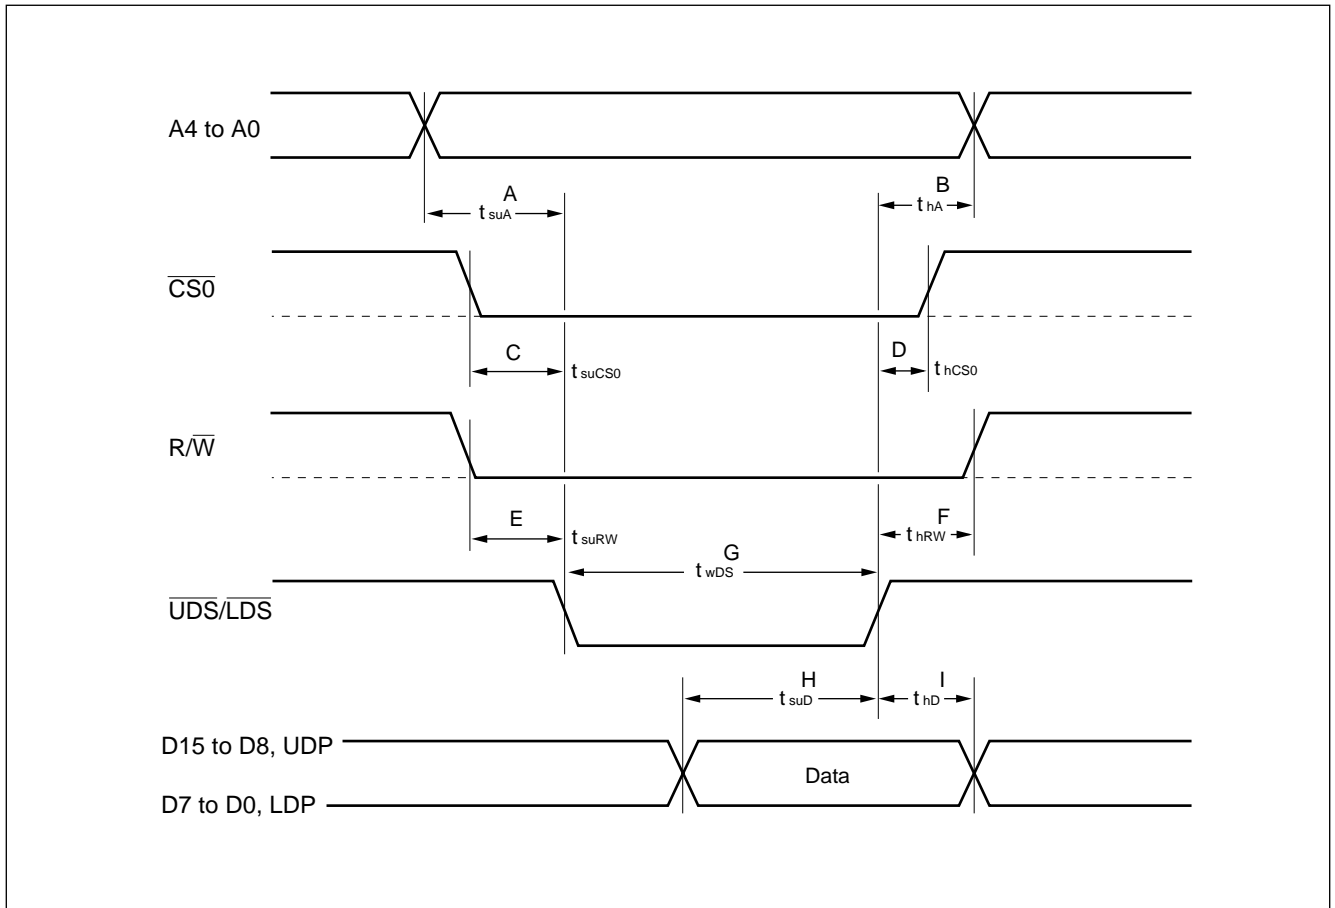 A4 to A0
A
t suA
B
t hA
CS0
C
t suCS0
D
t hCS0
R/W
E
t suRW
F
t hRW
G
t wDS
UDS/LDS
H
t suD
I
t hD
D15 to D8, UDP
Data
D7 to D0, LDP